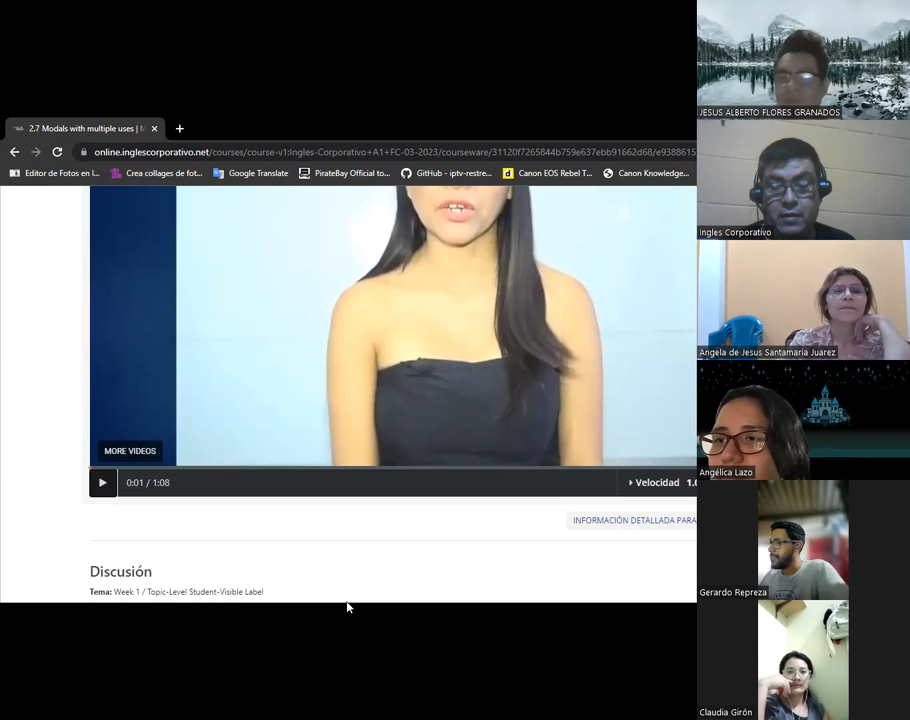 2.7 Modals with multiple uses | M
online.inglescorporativo.net/courses/course-v1:Ingles-Corporativo+A1+FC-03-2023/courseware/31120f7265844b759e637ebb91662d68/e9388615
Editor de Fotos en l...
Crea collages de fot...
Google Translate
PirateBay Official to...
GitHub - iptv-restre...
Canon EOS Rebel T...
Canon Knowledge...
MORE VIDEOS
0:01 / 1:08
Velocidad 1.0
INFORMACIÓN DETALLADA PARA
Discusión
Tema: Week 1 / Topic-Level Student-Visible Label
JESUS ALBERTO FLORES GRANADOS
Ingles Corporativo
Angela de Jesus Santamaria Juarez
Angélica Lazo
Gerardo Repreza
Claudia Girón